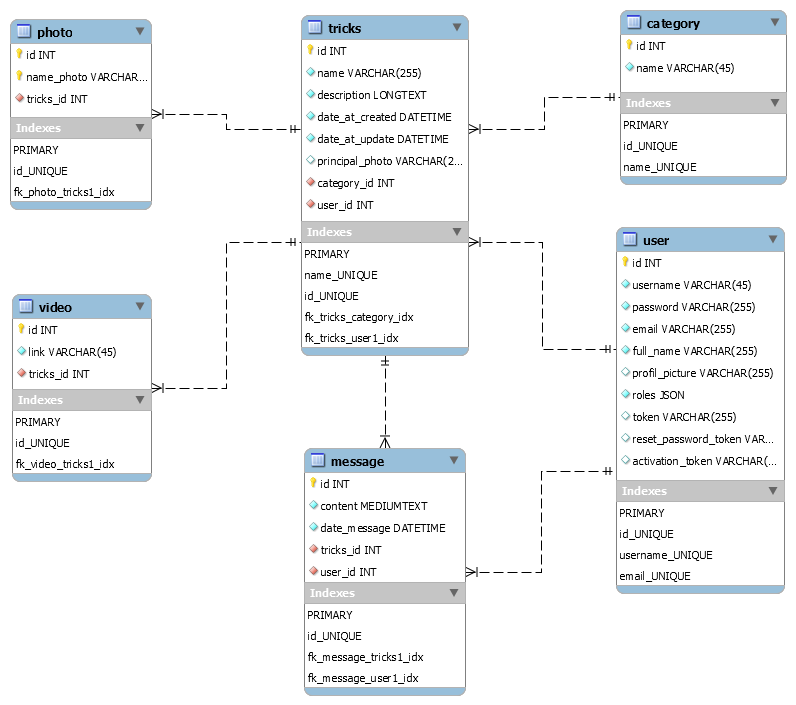 photo
id INT
name_photo VARCHAR...
tricks_id INT
Indexes
PRIMARY
id_UNIQUE
fk_photo_tricks1_idx
tricks
id INT
name VARCHAR(255)
description LONGTEXT
date_at_created DATETIME
date_at_update DATETIME
principal_photo VARCHAR(2...
category_id INT
user_id INT
Indexes
PRIMARY
name_UNIQUE
id_UNIQUE
fk_tricks_category_idx
fk_tricks_user1_idx
category
id INT
name VARCHAR(45)
Indexes
PRIMARY
id_UNIQUE
name_UNIQUE
video
id INT
link VARCHAR(45)
tricks_id INT
Indexes
PRIMARY
id_UNIQUE
fk_video_tricks1_idx
user
id INT
username VARCHAR(45)
password VARCHAR(255)
email VARCHAR(255)
full_name VARCHAR(255)
profil_picture VARCHAR(255)
roles JSON
token VARCHAR(255)
reset_password_token VAR...
activation_token VARCHAR(...
Indexes
PRIMARY
id_UNIQUE
username_UNIQUE
email_UNIQUE
message
id INT
content MEDIUMTEXT
date_message DATETIME
tricks_id INT
user_id INT
Indexes
PRIMARY
id_UNIQUE
fk_message_tricks1_idx
fk_message_user1_idx